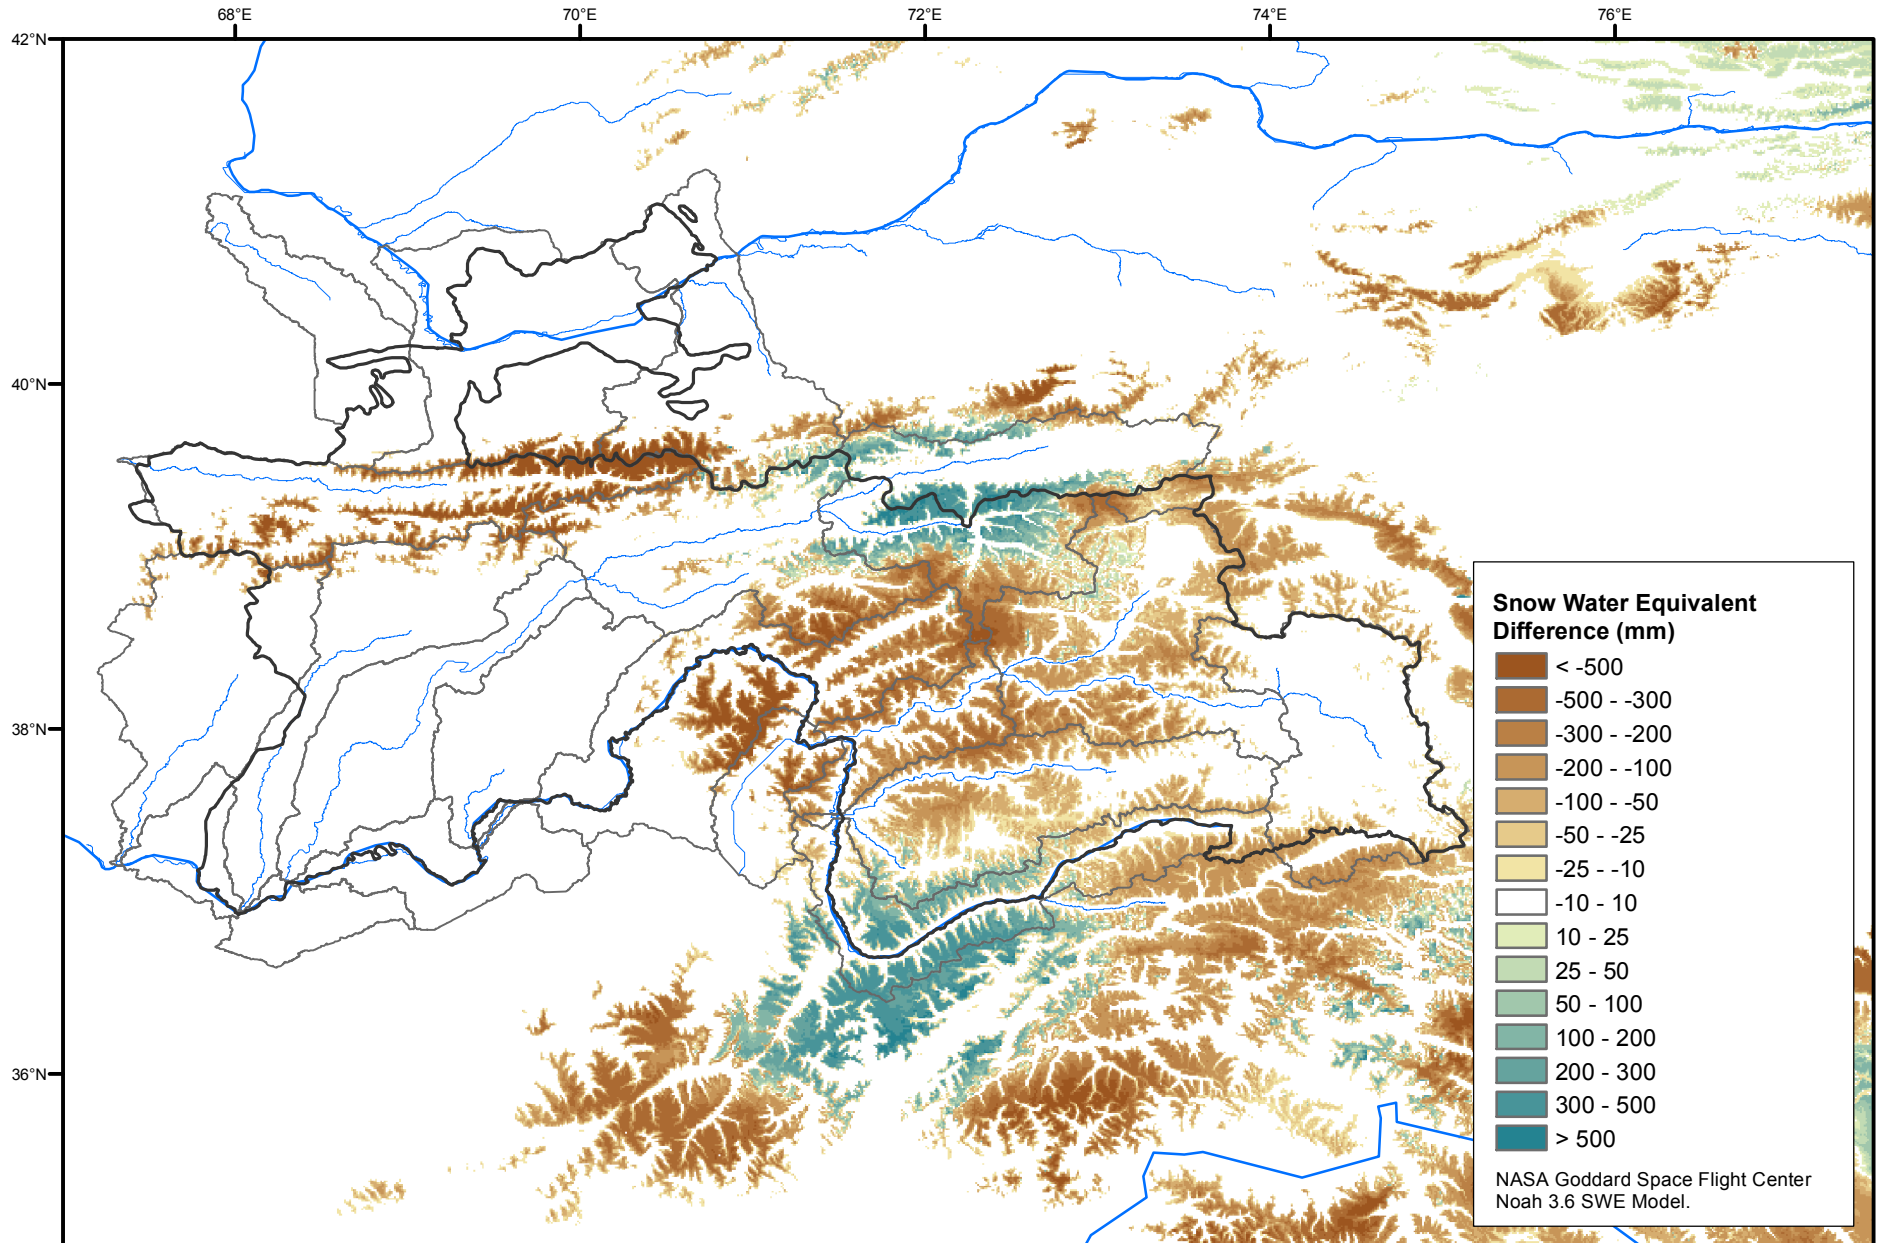 68°E 70°E 72°E 74°E 76°E
42°N
40°N
38°N
36°N
Snow Water Equivalent
Difference (mm)
< -500
-500 - -300
-300 - -200
-200 - -100
-100 - -50
-50 - -25
-25 - -10
-10 - 10
10 - 25
25 - 50
50 - 100
100 - 200
200 - 300
300 - 500
> 500
NASA Goddard Space Flight Center
Noah 3.6 SWE Model.